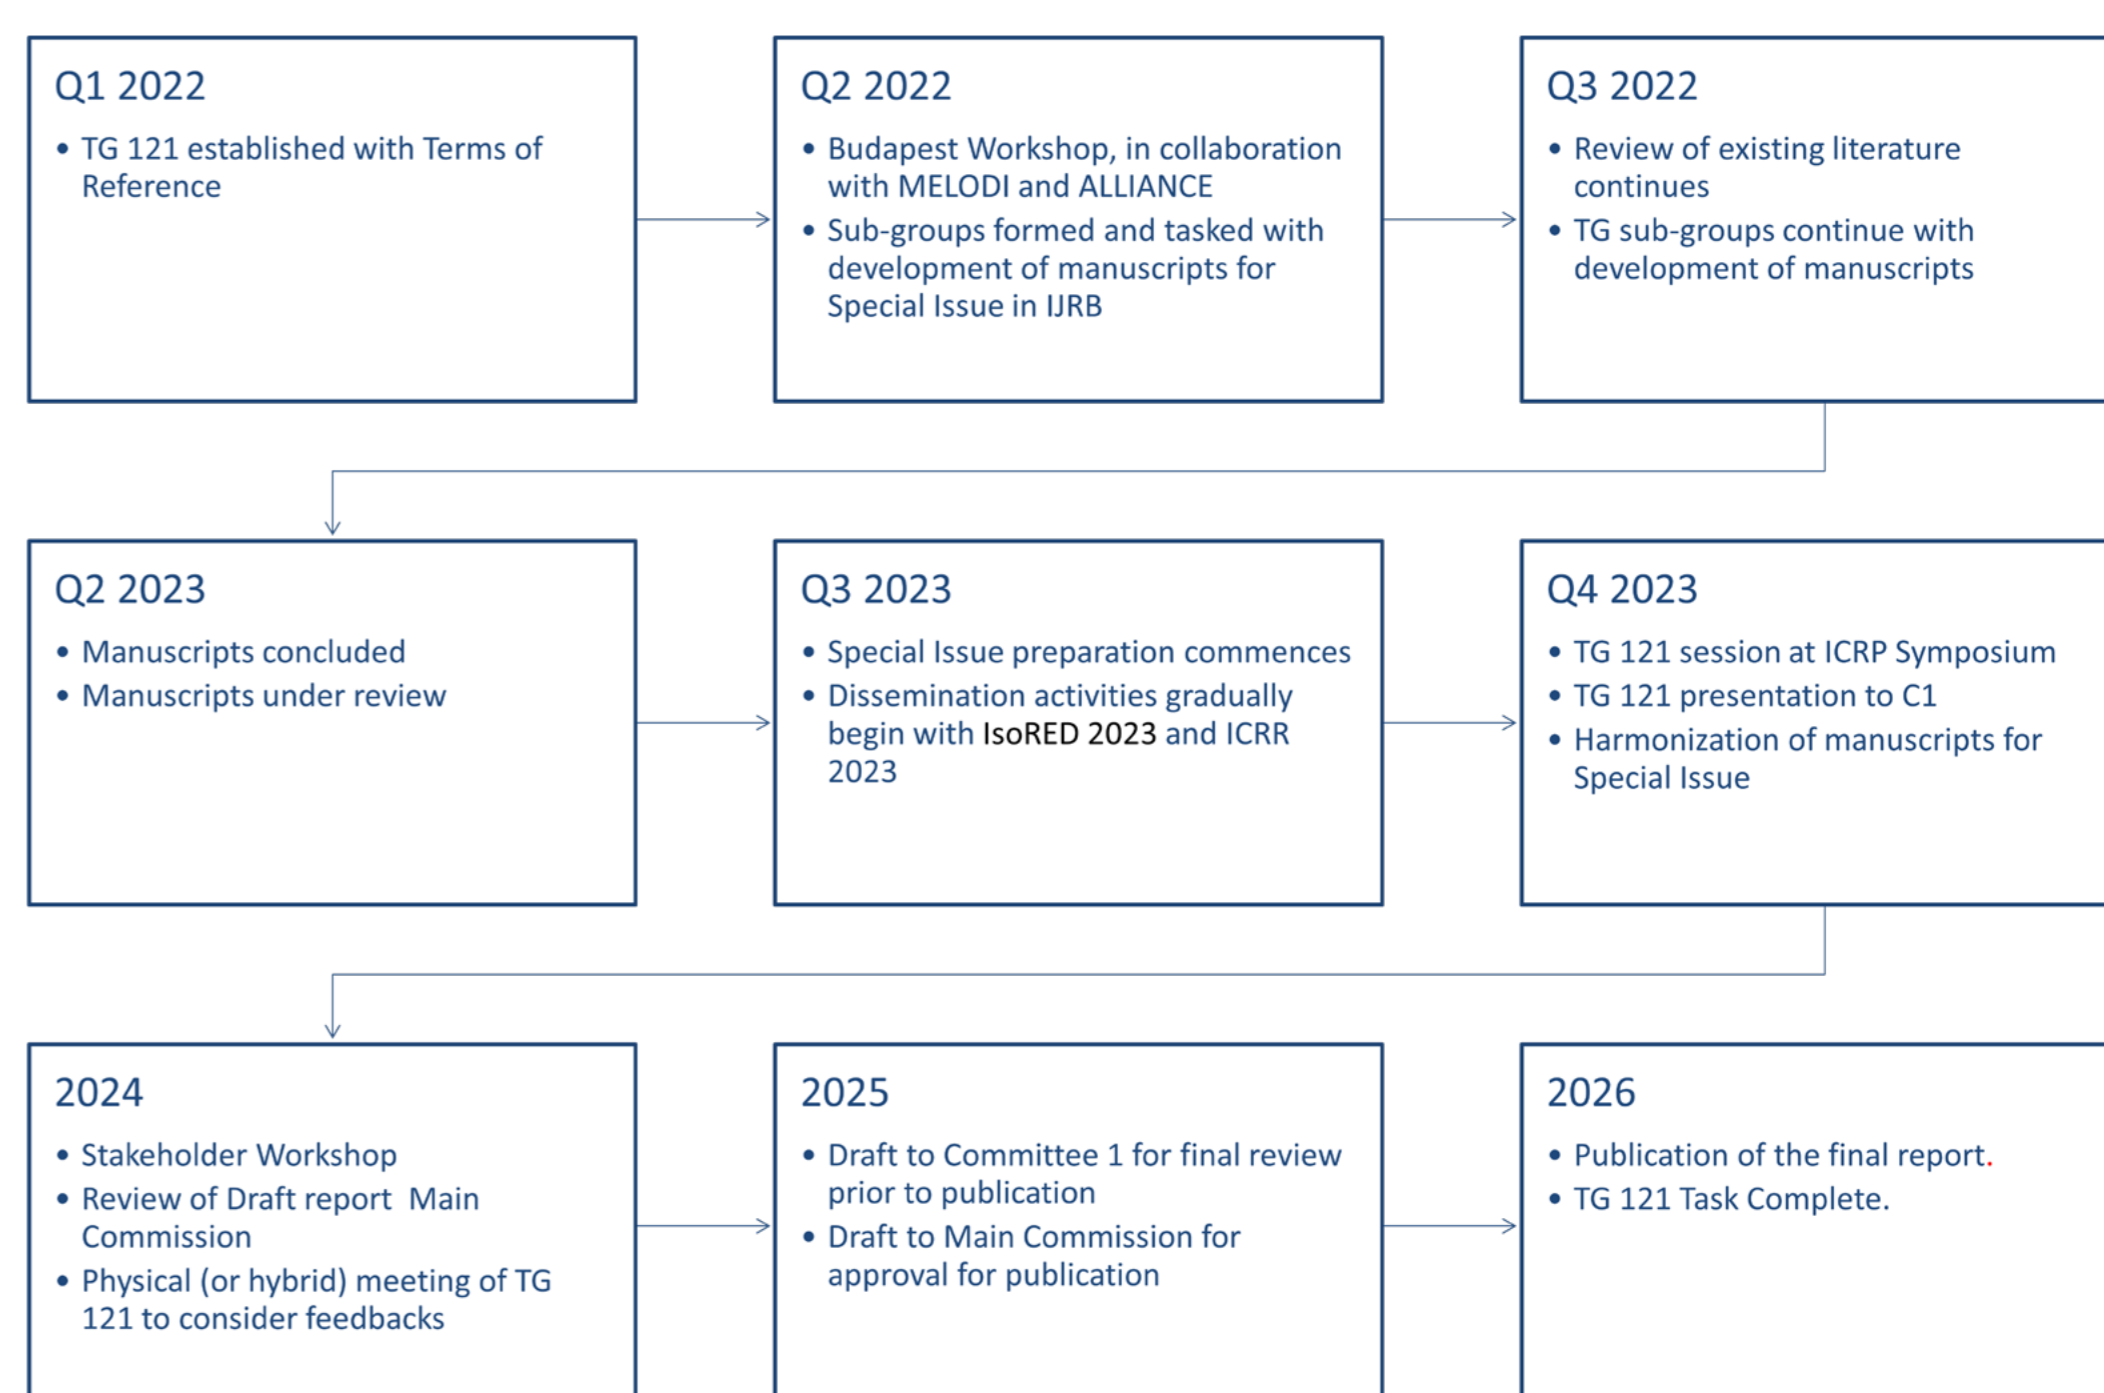 Q1 2022
• TG 121 established with Terms of
Reference
Q2 2022
• Budapest Workshop, in collaboration
with MELODI and ALLIANCE
• Sub-groups formed and tasked with
development of manuscripts for
Special Issue in IJRB
Q3 2022
• Review of existing literature
continues
• TG sub-groups continue with
development of manuscripts
Q2 2023
• Manuscripts concluded
• Manuscripts under review
Q3 2023
• Special Issue preparation commences
• Dissemination activities gradually
begin with IsoRED 2023 and ICRR
2023
Q4 2023
• TG 121 session at ICRP Symposium
• TG 121 presentation to C1
• Harmonization of manuscripts for
Special Issue
2024
• Stakeholder Workshop
• Review of Draft report  Main
Commission
• Physical (or hybrid) meeting of TG
121 to consider feedbacks
2025
• Draft to Committee 1 for final review
prior to publication
• Draft to Main Commission for
approval for publication
2026
• Publication of the final report.
• TG 121 Task Complete.